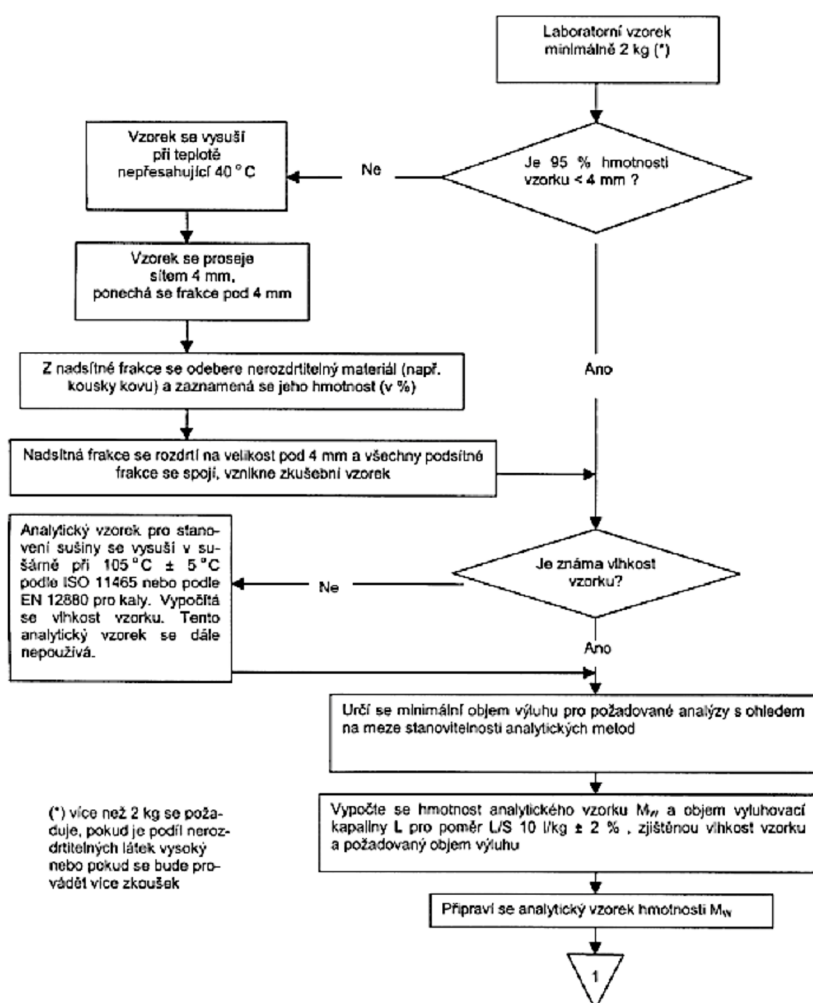 Laboratorní vzorek
minimálně 2 kg (*)
Je 95 % hmotnosti
vzorku < 4 mm ?
Ne
Vzorek se vysuší
při teplotě
nepřesahující 40°C
Vzorek se proseje
sítem 4 mm,
ponechá se frakce pod 4 mm
Z nadsítné frakce se odebere nerozdrtitelný materiál (např.
kousky kovu) a zaznamená se jeho hmotnost (v %)
Ano
Nadsítná frakce se rozdrtí na velikost pod 4 mm a všechny podsítné
frakce se spojí, vznikne zkušební vzorek
Je známa vlhkost
vzorku?
Ne
Analytický vzorek pro stano-
vení sušiny se vysuší v su-
šárně při 105°C ± 5°C
podle ISO 11465 nebo podle
EN 12880 pro kaly. Vypočítá
se vlhkost vzorku. Tento
analytický vzorek se dále
nepoužívá.
Ano
Určí se minimální objem výluhu pro požadované analýzy s ohledem
na meze stanovitelnosti analytických metod
Vypočte se hmotnost analytického vzorku Mw a objem vyluhovací
kapaliny L pro poměr L/S 10 l/kg ± 2 % , zjištěnou vlhkost vzorku
a požadovaný objem výluhu
(*) více než 2 kg se poža-
duje, pokud je podíl neroz-
drtitelných látek vysoký
nebo pokud se bude pro-
vádět více zkoušek
Připraví se analytický vzorek hmotnosti Mw
1